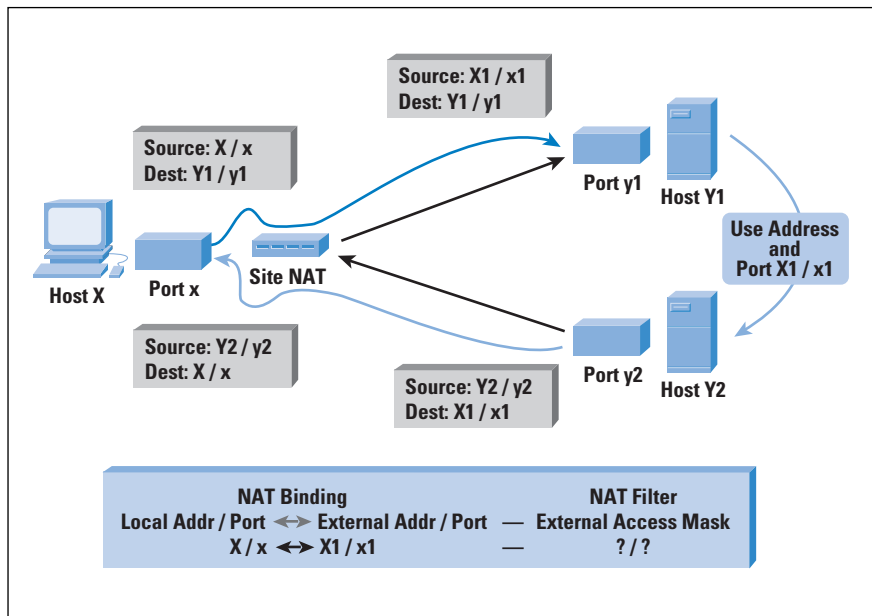 Source: X1 / x1
Dest: Y1 / y1
Source: X / x
Dest: Y1 / y1
Port y1
Host Y1
Use Address
and
Port X1 / x1
Host X
Port x
Site NAT
Source: Y2 / y2
Dest: X / x
Source: Y2 / y2
Dest: X1 / x1
Port y2
Host Y2
NAT Binding NAT Filter
Local Addr / Port ↔ External Addr / Port — External Access Mask
X / x ↔ X1 / x1 — ? / ?